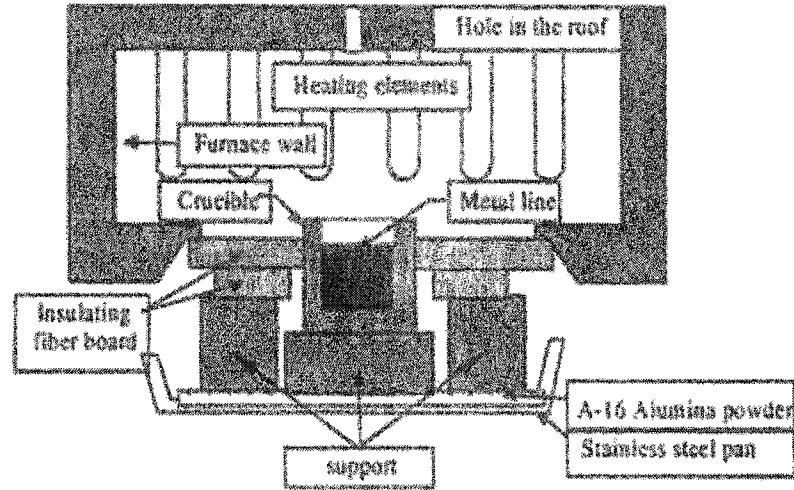 Hole in the roof
Heating elements
Furnace wall
Crucible
Metal line
Insulating
fiber board
A-16 Alumina powder
Stainless steel pan
support